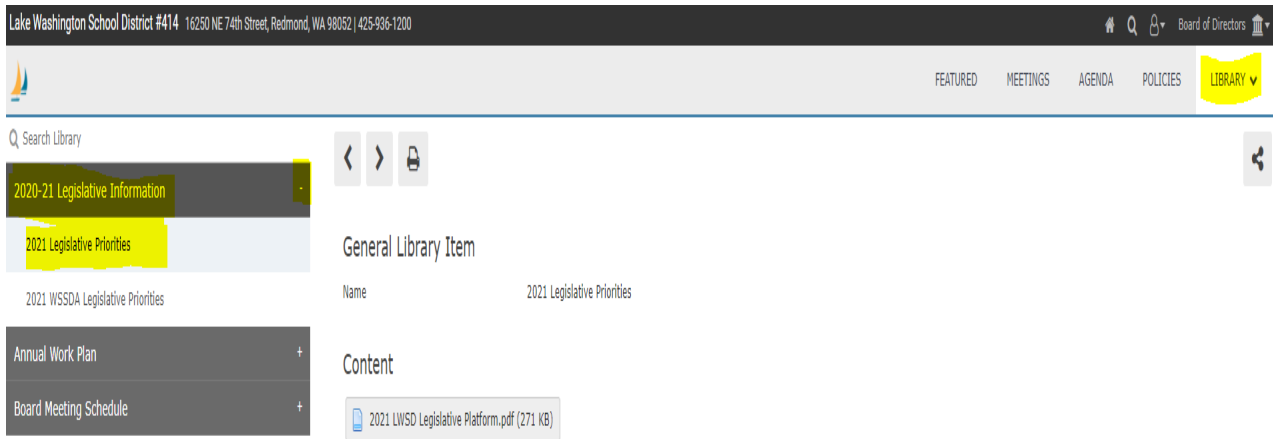 Lake Washington School District #414 16250 NE 74th Street, Redmond, WA 98052 | 425-936-1200 Board of Directors
FEATURED MEETINGS AGENDA POLICIES LIBRARY
Search Library
2020-21 Legislative Information -
2021 Legislative Priorities
2021 WSSDA Legislative Priorities
Annual Work Plan +
Board Meeting Schedule +
General Library Item
Name 2021 Legislative Priorities
Content
2021 LWSD Legislative Platform.pdf (271 KB)